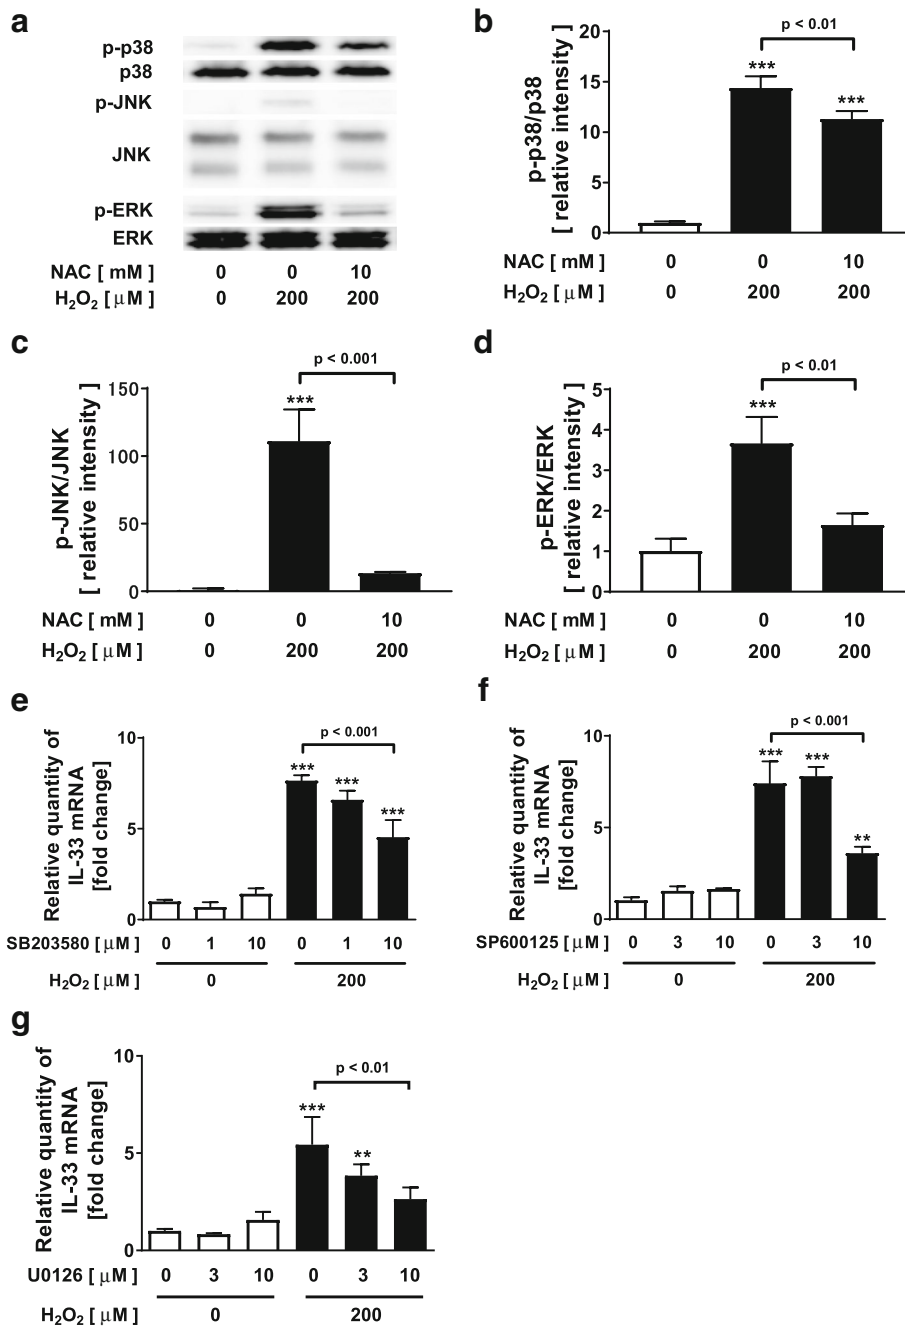 a
p-p38
p38
p-JNK
JNK
p-ERK
ERK
NAC [ mM ] 0 0 10
H₂O₂ [ μM ] 0 200 200
b
p < 0.01
p-p38/p38
[ relative intensity ]
20
15
10
5
0
***
***
NAC [ mM ] 0 0 10
H₂O₂ [ μM ] 0 200 200
c
p < 0.001
p-JNK/JNK
[ relative intensity ]
150
100
50
0
***
NAC [ mM ] 0 0 10
H₂O₂ [ μM ] 0 200 200
d
p < 0.01
p-ERK/ERK
[ relative intensity ]
5
4
3
2
1
0
***
NAC [ mM ] 0 0 10
H₂O₂ [ μM ] 0 200 200
e
p < 0.001
Relative quantity of
IL-33 mRNA
[fold change]
10
5
0
***
***
***
SB203580 [ μM ] 0 1 10 0 1 10
H₂O₂ [ μM ] 0 200
f
p < 0.001
Relative quantity of
IL-33 mRNA
[fold change]
10
5
0
***
***
**
SP600125 [ μM ] 0 3 10 0 3 10
H₂O₂ [ μM ] 0 200
g
p < 0.01
Relative quantity of
IL-33 mRNA
[fold change]
10
5
0
***
**
U0126 [ μM ] 0 3 10 0 3 10
H₂O₂ [ μM ] 0 200